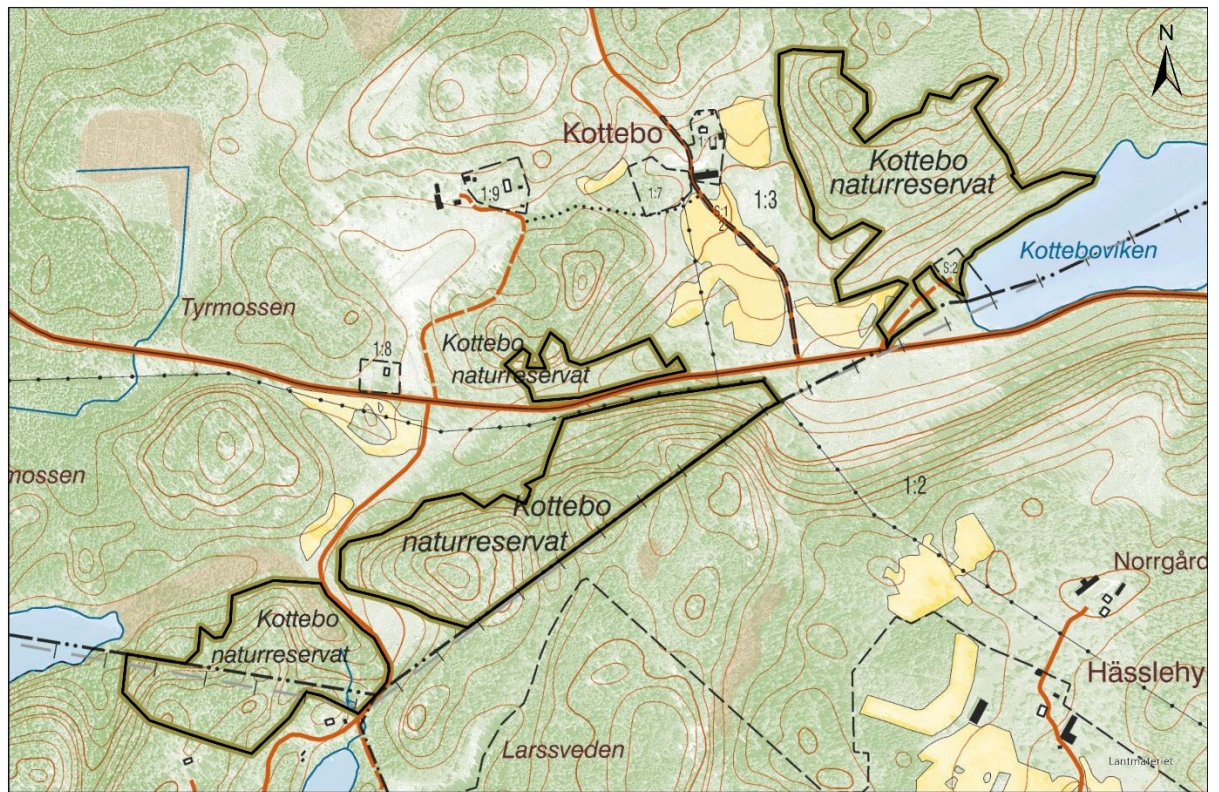 N
Kottebo
1:11
Kottebo
naturreservat
1:9
1:7
1:3
S:1
2
Kotteboviken
S:2
Tyrmossen
Kottebo
naturreservat
1:8
mossen
1:2
Kottebo
naturreservat
Norrgård
Kottebo
naturreservat
Hässlehy
Larssveden
Lantmäteriet